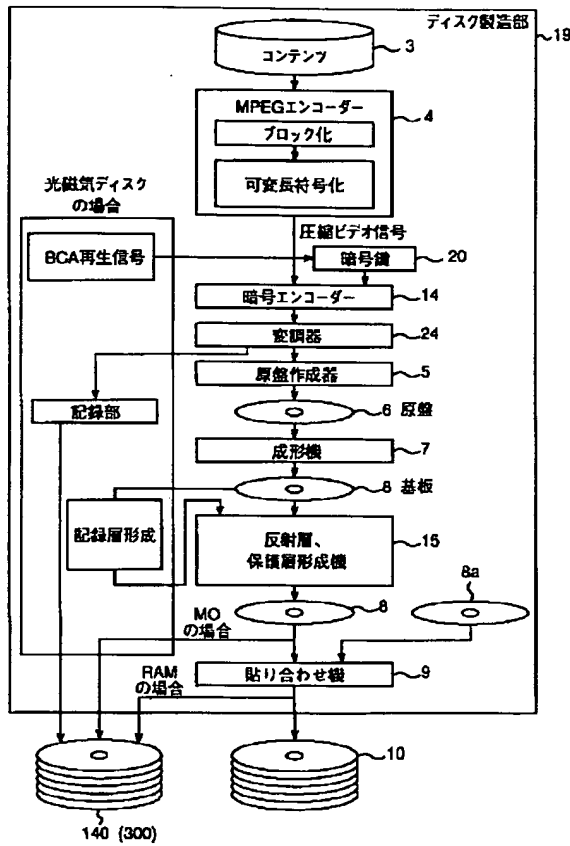 ディスク製造部
19
コンテンツ
3
MPEGエンコーダー
4
ブロック化
可変長符号化
光磁気ディスク
の場合
圧縮ビデオ信号
BCA再生信号
暗号鍵
20
暗号エンコーダー
14
変調器
24
原盤作成器
5
記録部
6 原盤
成形機
7
8 基板
記録層形成
反射層、
保護層形成機
15
8a
8
MO
の場合
貼り合わせ機
9
RAM
の場合
10
140 (300)